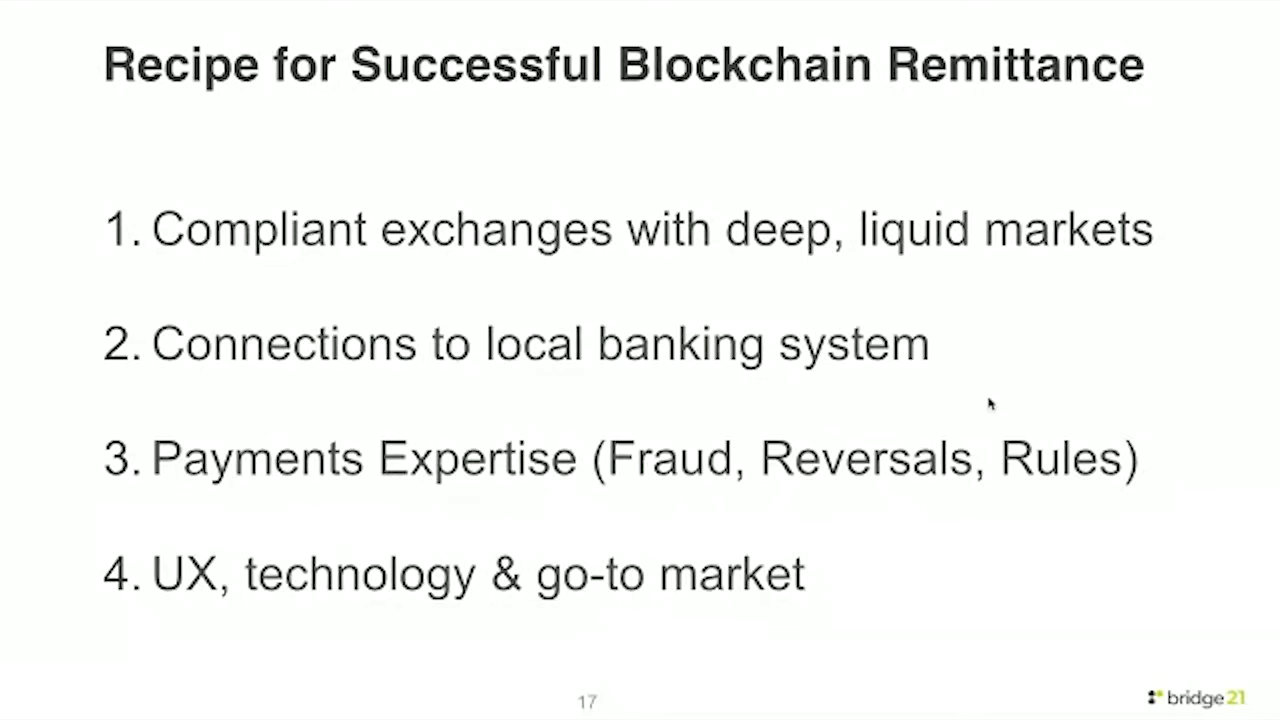 Recipe for Successful Blockchain Remittance
1. Compliant exchanges with deep, liquid markets
2. Connections to local banking system
3. Payments Expertise (Fraud, Reversals, Rules)
4. UX, technology & go-to market
17
bridge21